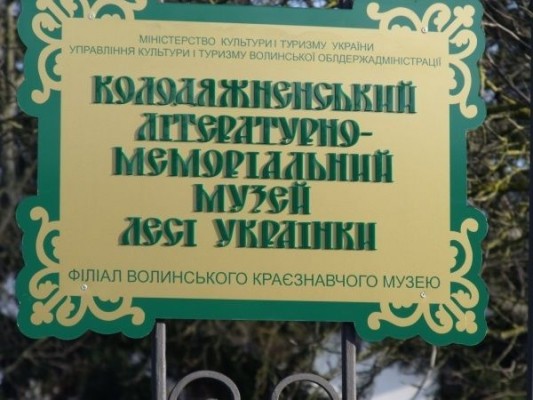 МІНІСТЕРСТВО КУЛЬТУРИ І ТУРИЗМУ УКРАЇНИ
УПРАВЛІННЯ КУЛЬТУРИ І ТУРИЗМУ ВОЛИНСЬКОЇ ОБЛДЕРЖАДМІНІСТРАЦІЇ
КОЛОДЯЖНЕНСЬКИЙ
ЛІТЕРАТУРНО-
МЕМОРІАЛЬНИЙ
МУЗЕЙ
ЛЕСІ УКРАЇНКИ
ФІЛІАЛ ВОЛИНСЬКОГО КРАЄЗНАВЧОГО МУЗЕЮ